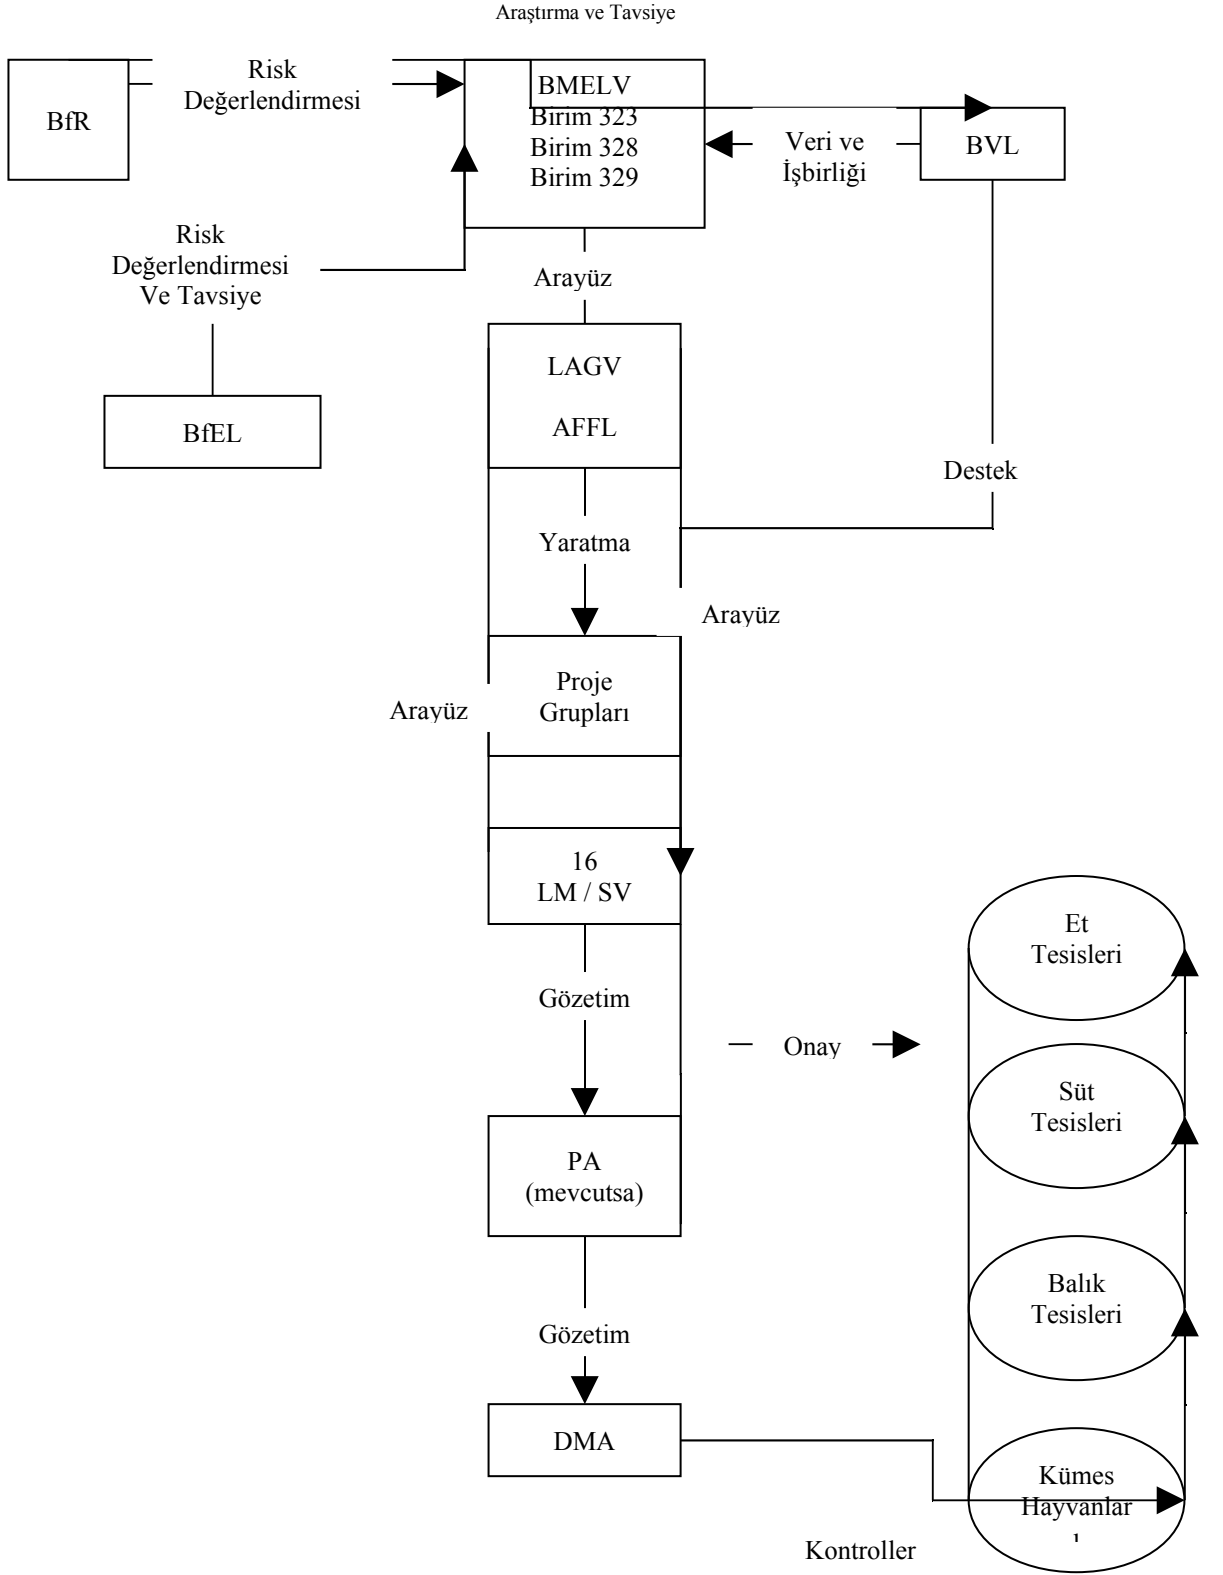 Araştırma ve Tavsiye
Risk
Değerlendirmesi
BfR
BMELV
Birim 323
Birim 328
Birim 329
Veri ve
İşbirliği
BVL
Risk
Değerlendirmesi
Ve Tavsiye
Arayüz
BfEL
LAGV
AFFL
Destek
Yaratma
Arayüz
Proje
Grupları
Arayüz
16
LM / SV
Gözetim
Onay
Et
Tesisleri
Süt
Tesisleri
PA
(mevcutsa)
Balık
Tesisleri
Gözetim
DMA
Kümes
Hayvanlar
ı
Kontroller